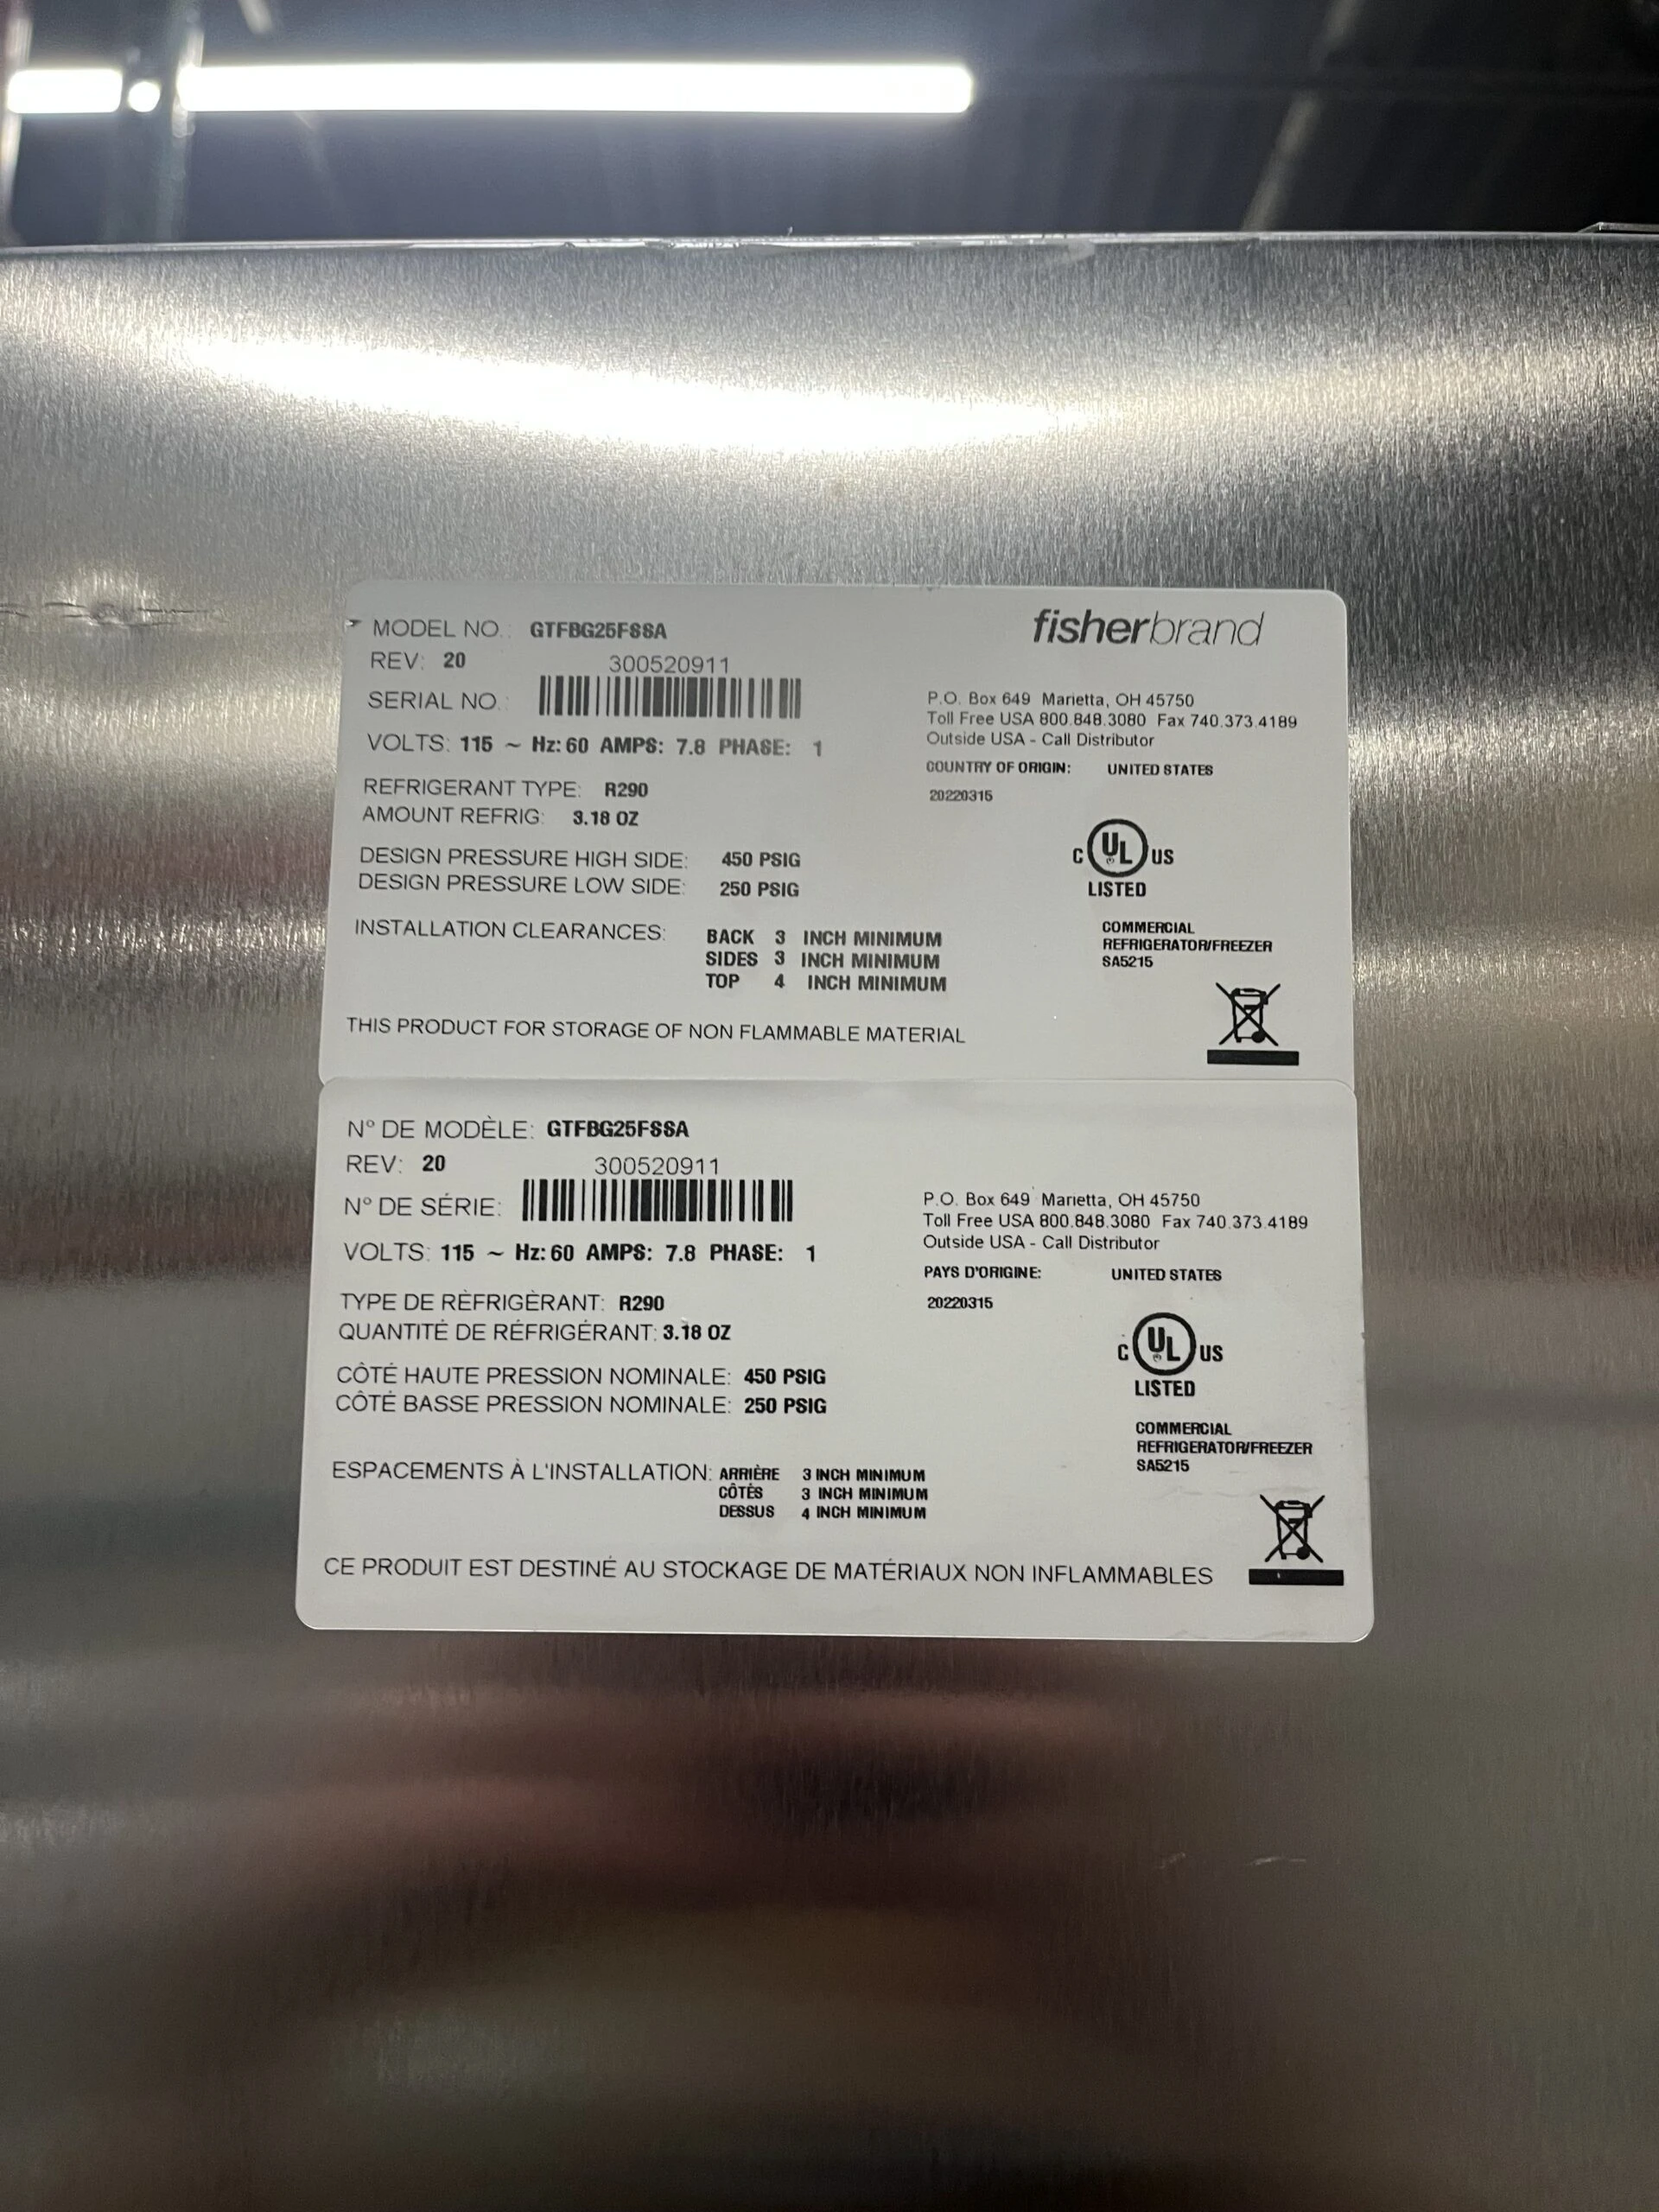 MODEL NO.: GTFBG25FSSA
fisherbrand
REV: 20
300520911
SERIAL NO.:
VOLTS: 115 ~ Hz: 60 AMPS: 7.8 PHASE: 1
REFRIGERANT TYPE: R290
AMOUNT REFRIG: 3.18 OZ
DESIGN PRESSURE HIGH SIDE: 450 PSIG
DESIGN PRESSURE LOW SIDE: 250 PSIG
INSTALLATION CLEARANCES: BACK 3 INCH MINIMUM
SIDES 3 INCH MINIMUM
TOP 4 INCH MINIMUM
THIS PRODUCT FOR STORAGE OF NON FLAMMABLE MATERIAL
P.O. Box 649 Marietta, OH 45750
Toll Free USA 800.848.3080 Fax 740.373.4189
Outside USA - Call Distributor
COUNTRY OF ORIGIN: UNITED STATES
20220315
C UL US
LISTED
COMMERCIAL
REFRIGERATOR/FREEZER
SA5215
N° DE MODÈLE: GTFBG25FSSA
REV: 20
300520911
N° DE SÉRIE:
VOLTS: 115 ~ Hz: 60 AMPS: 7.8 PHASE: 1
TYPE DE RÈFRIGÈRANT: R290
QUANTITÉ DE RÉFRIGÉRANT: 3.18 OZ
CÔTÉ HAUTE PRESSION NOMINALE: 450 PSIG
CÔTÉ BASSE PRESSION NOMINALE: 250 PSIG
ESPACEMENTS À L'INSTALLATION: ARRIÈRE 3 INCH MINIMUM
CÔTÈS 3 INCH MINIMUM
DESSUS 4 INCH MINIMUM
CE PRODUIT EST DESTINÉ AU STOCKAGE DE MATÉRIAUX NON INFLAMMABLES
P.O. Box 649 Marietta, OH 45750
Toll Free USA 800.848.3080 Fax 740.373.4189
Outside USA - Call Distributor
PAYS D'ORIGINE: UNITED STATES
20220315
C UL US
LISTED
COMMERCIAL
REFRIGERATOR/FREEZER
SA5215